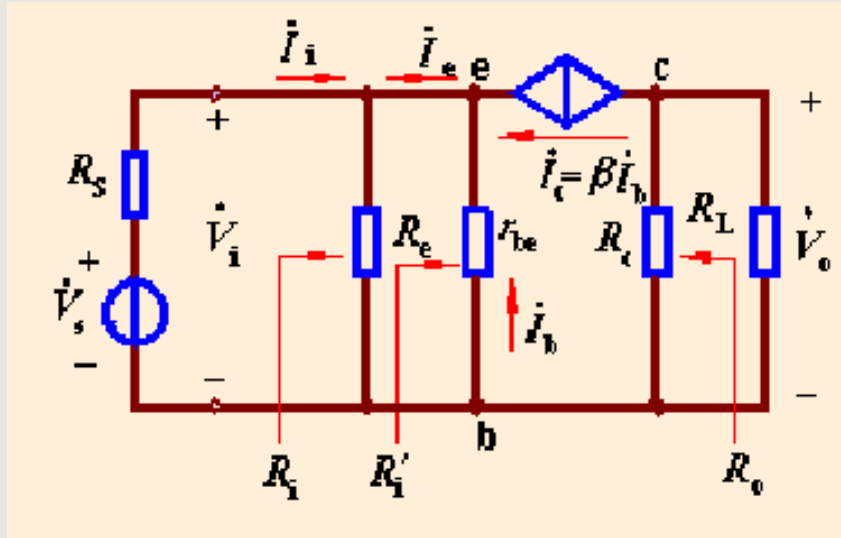 İi İe e c
+ +
RS İc=βİb
V̇i Re rbe Rc RL V̇o
+
V̇s İb
−
− −
b
Ri Ri′ Ro